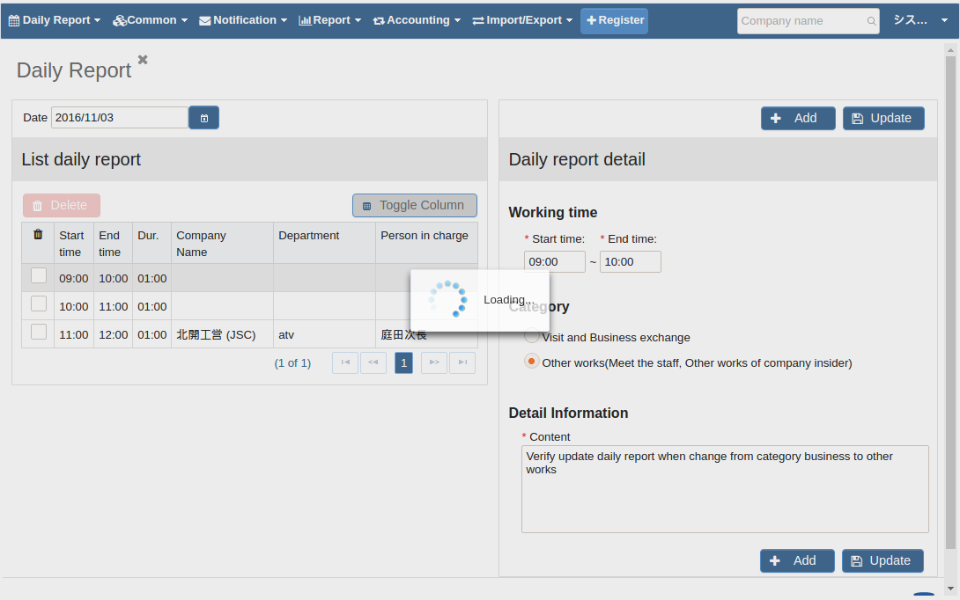 Daily Report Common Notification Report Accounting Import/Export Register Company name シス...
Daily Report
Date 2016/11/03
Add Update
List daily report
Daily report detail
Delete Toggle Column
Start time End time Dur. Company Name Department Person in charge
09:00 10:00 01:00
10:00 11:00 01:00
11:00 12:00 01:00 北開工営 (JSC) atv 庭田次長
(1 of 1) 1
Working time
* Start time: * End time:
09:00 ~ 10:00
Loading...
Category
Visit and Business exchange
Other works(Meet the staff, Other works of company insider)
Detail Information
* Content
Verify update daily report when change from category business to other
works
Add Update